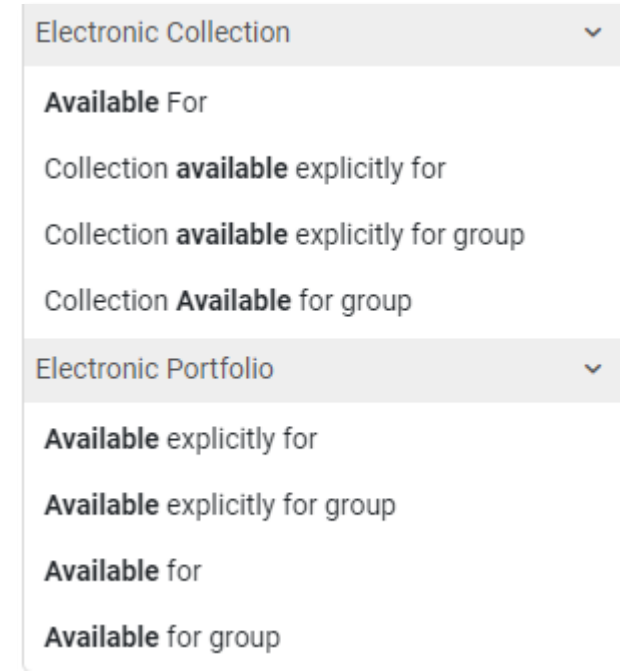 Electronic Collection
Available For
Collection available explicitly for
Collection available explicitly for group
Collection Available for group
Electronic Portfolio
Available explicitly for
Available explicitly for group
Available for
Available for group